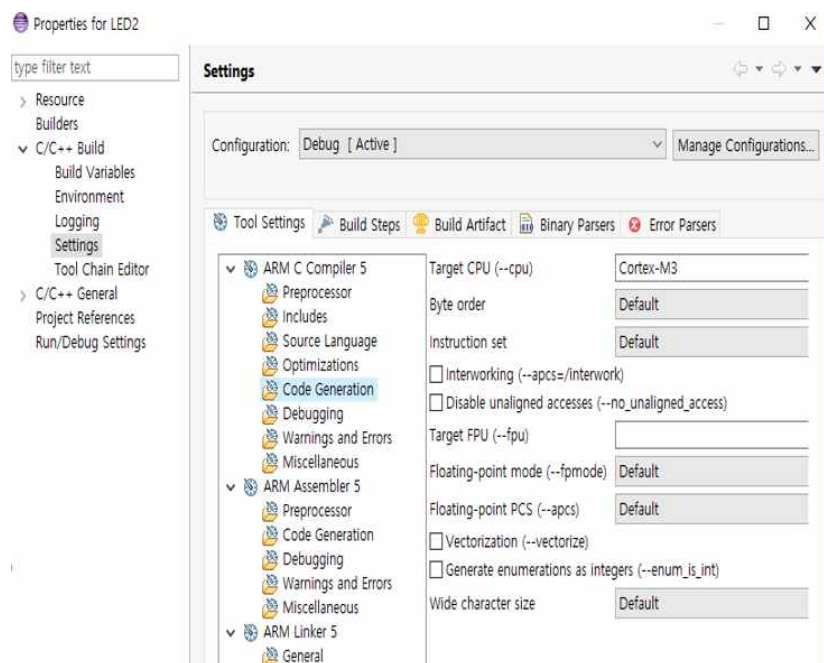 Properties for LED2
type filter text
Resource
Builders
C/C++ Build
Build Variables
Environment
Logging
Settings
Tool Chain Editor
C/C++ General
Project References
Run/Debug Settings
Settings
Configuration: Debug [ Active ] Manage Configurations...
Tool Settings Build Steps Build Artifact Binary Parsers Error Parsers
ARM C Compiler 5
Preprocessor
Includes
Source Language
Optimizations
Code Generation
Debugging
Warnings and Errors
Miscellaneous
ARM Assembler 5
Preprocessor
Code Generation
Debugging
Warnings and Errors
Miscellaneous
ARM Linker 5
General
Target CPU (--cpu) Cortex-M3
Byte order Default
Instruction set Default
Interworking (--apcs=/interwork)
Disable unaligned accesses (--no_unaligned_access)
Target FPU (--fpu)
Floating-point mode (--fpmode) Default
Floating-point PCS (--apcs) Default
Vectorization (--vectorize)
Generate enumerations as integers (--enum_is_int)
Wide character size Default